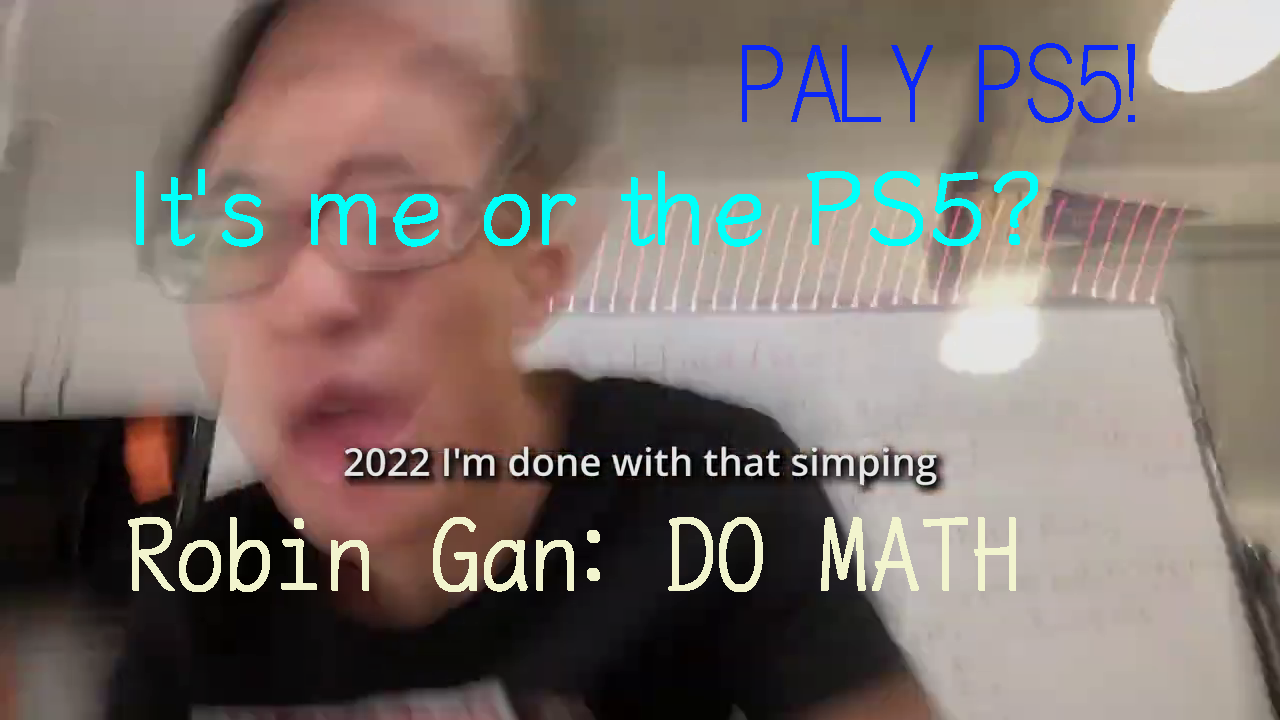 PALY PS5!
It's me or the PS5?
2022 I'm done with that simping
Robin Gan: DO MATH